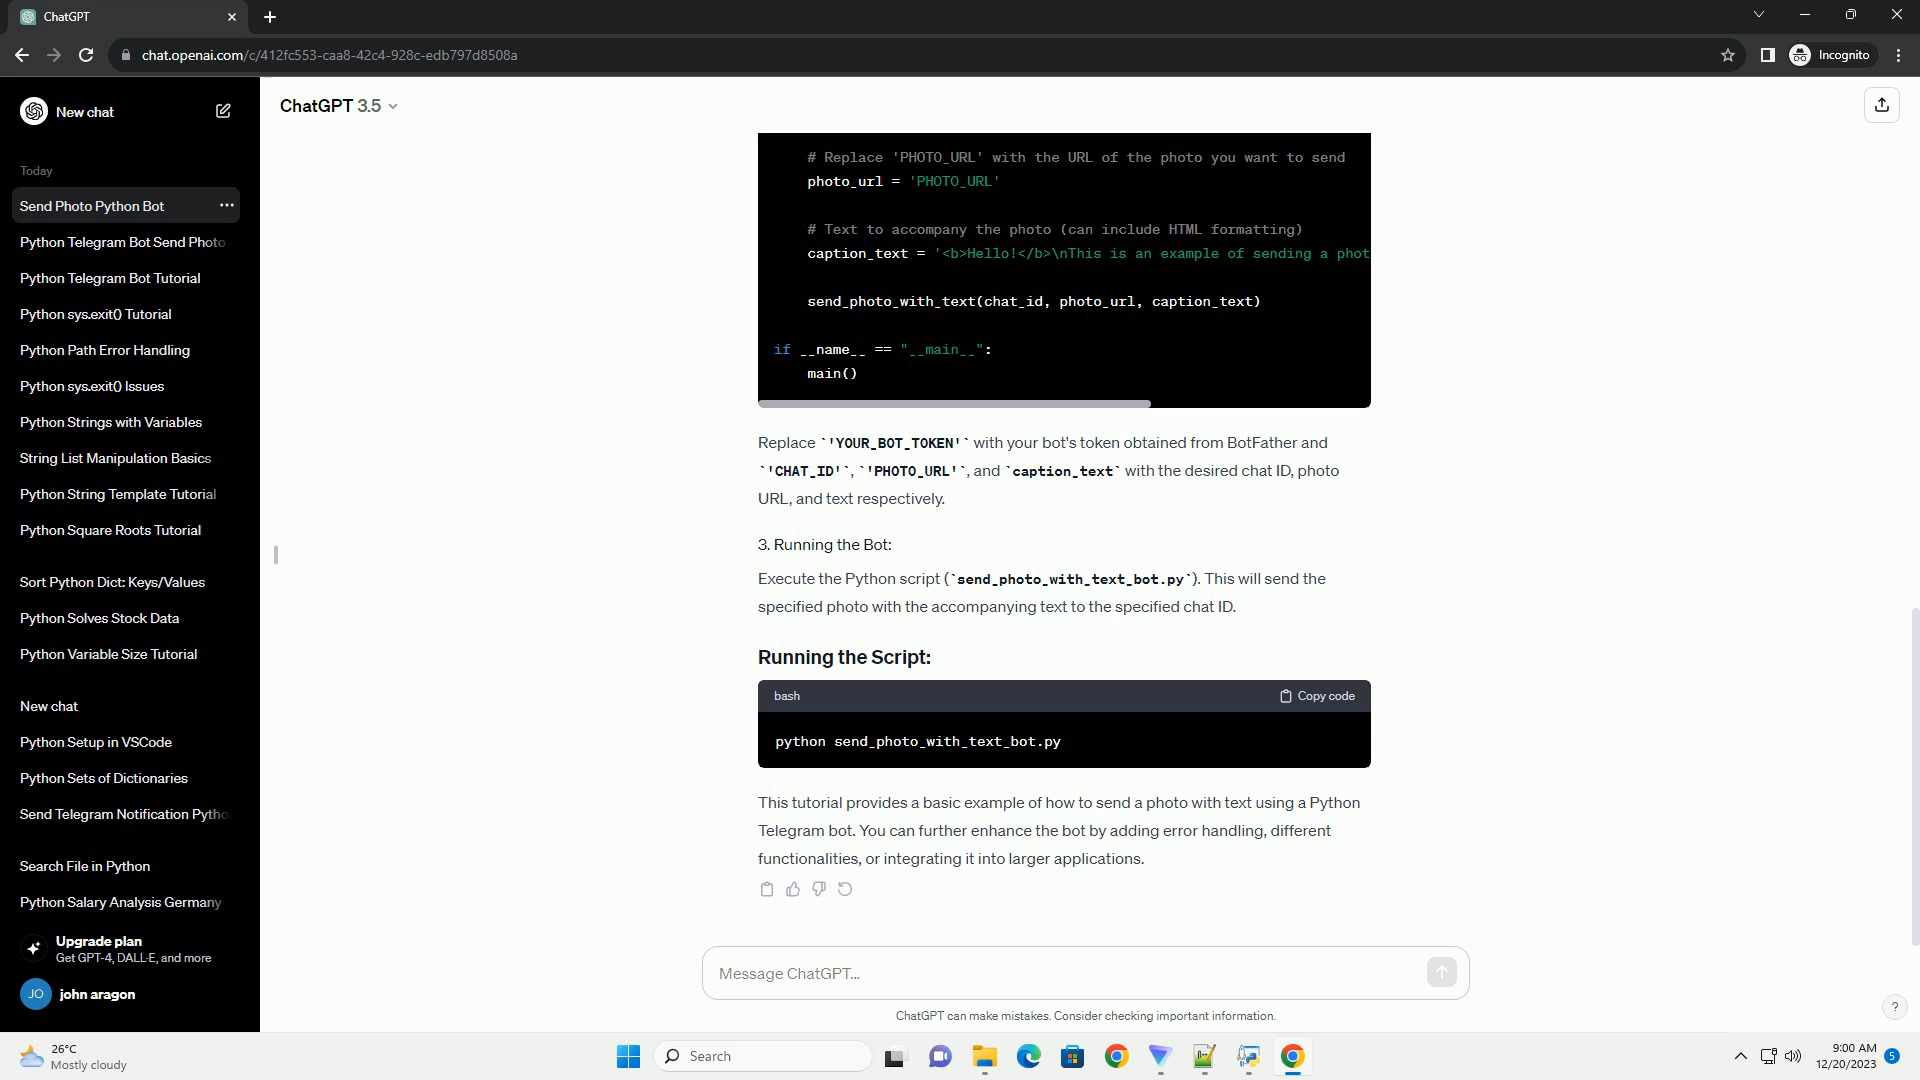 ChatGPT
chat.openai.com/c/412fc553-caa8-42c4-928c-edb797d8508a
Incognito
New chat
Today
Send Photo Python Bot
Python Telegram Bot Send Photo
Python Telegram Bot Tutorial
Python sys.exit() Tutorial
Python Path Error Handling
Python sys.exit() Issues
Python Strings with Variables
String List Manipulation Basics
Python String Template Tutorial
Python Square Roots Tutorial
Sort Python Dict: Keys/Values
Python Solves Stock Data
Python Variable Size Tutorial
New chat
Python Setup in VSCode
Python Sets of Dictionaries
Send Telegram Notification Pytho
Search File in Python
Python Salary Analysis Germany
Upgrade plan
Get GPT-4, DALL·E, and more
JO
john aragon
ChatGPT 3.5
# Replace 'PHOTO_URL' with the URL of the photo you want to send
photo_url = 'PHOTO_URL'
# Text to accompany the photo (can include HTML formatting)
caption_text = '<b>Hello!</b>\nThis is an example of sending a phot
send_photo_with_text(chat_id, photo_url, caption_text)
if __name__ == "__main__":
main()
Replace `'YOUR_BOT_TOKEN'` with your bot's token obtained from BotFather and
`'CHAT_ID'`, `'PHOTO_URL'`, and `caption_text` with the desired chat ID, photo
URL, and text respectively.
3. Running the Bot:
Execute the Python script (`send_photo_with_text_bot.py`). This will send the
specified photo with the accompanying text to the specified chat ID.
Running the Script:
bash
Copy code
python send_photo_with_text_bot.py
This tutorial provides a basic example of how to send a photo with text using a Python
Telegram bot. You can further enhance the bot by adding error handling, different
functionalities, or integrating it into larger applications.
Message ChatGPT...
ChatGPT can make mistakes. Consider checking important information.
?
26°C
Mostly cloudy
Search
9:00 AM
12/20/2023
5